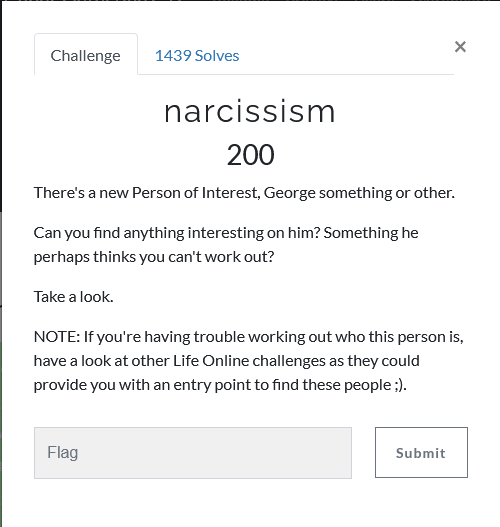 Challenge
1439 Solves
×
narcissism
200
There's a new Person of Interest, George something or other.
Can you find anything interesting on him? Something he
perhaps thinks you can't work out?
Take a look.
NOTE: If you're having trouble working out who this person is,
have a look at other Life Online challenges as they could
provide you with an entry point to find these people ;).
Flag
Submit